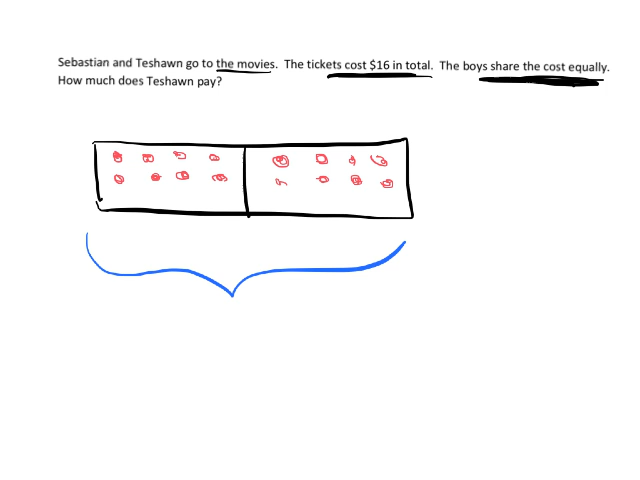 Sebastian and Teshawn go to the movies. The tickets cost $16 in total. The boys share the cost equally.
How much does Teshawn pay?